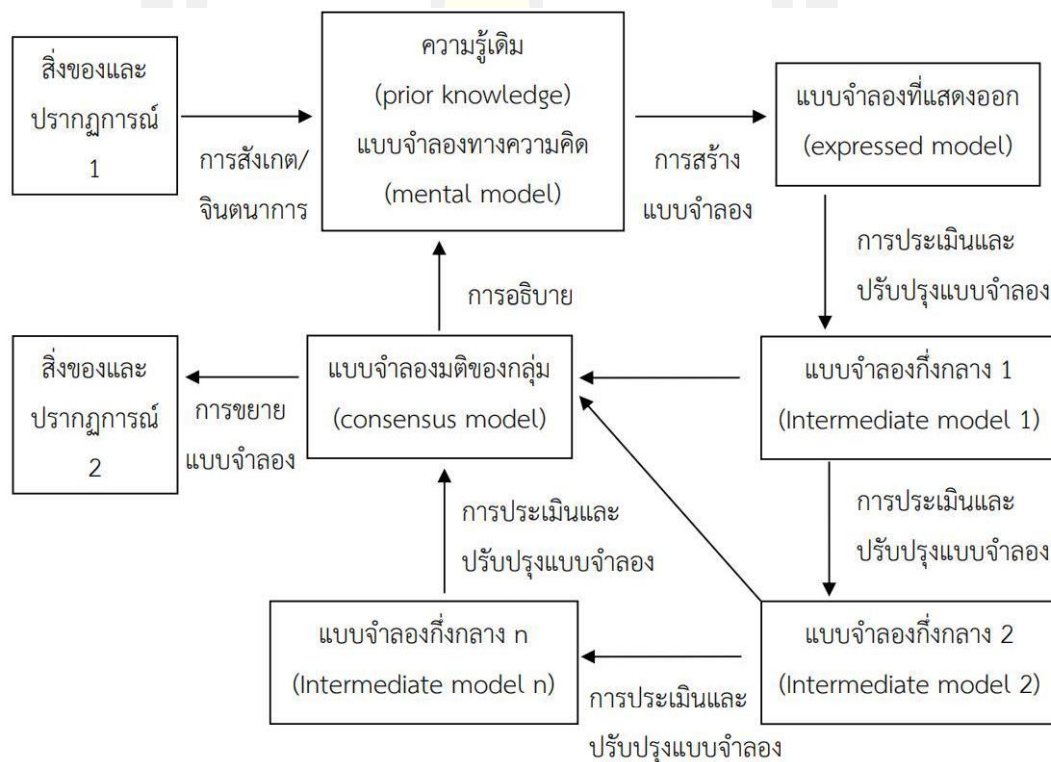 สิ่งของและ
ปรากฏการณ์
1
การสังเกต/
จินตนาการ
ความรู้เดิม
(prior knowledge)
แบบจำลองทางความคิด
(mental model)
การสร้าง
แบบจำลอง
แบบจำลองที่แสดงออก
(expressed model)
การประเมินและ
ปรับปรุงแบบจำลอง
การอธิบาย
สิ่งของและ
ปรากฏการณ์
2
การขยาย
แบบจำลอง
แบบจำลองมติของกลุ่ม
(consensus model)
แบบจำลองกึ่งกลาง 1
(Intermediate model 1)
การประเมินและ
ปรับปรุงแบบจำลอง
การประเมินและ
ปรับปรุงแบบจำลอง
แบบจำลองกึ่งกลาง n
(Intermediate model n)
การประเมินและ
ปรับปรุงแบบจำลอง
แบบจำลองกึ่งกลาง 2
(Intermediate model 2)